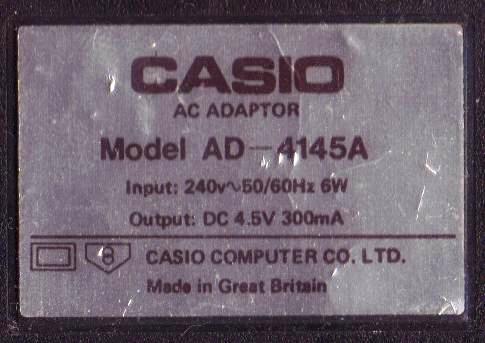 CASIO
AC ADAPTOR
Model AD-4145A
Input: 240v∿50/60Hz 6W
Output: DC 4.5V 300mA
CASIO COMPUTER CO. LTD.
Made in Great Britain